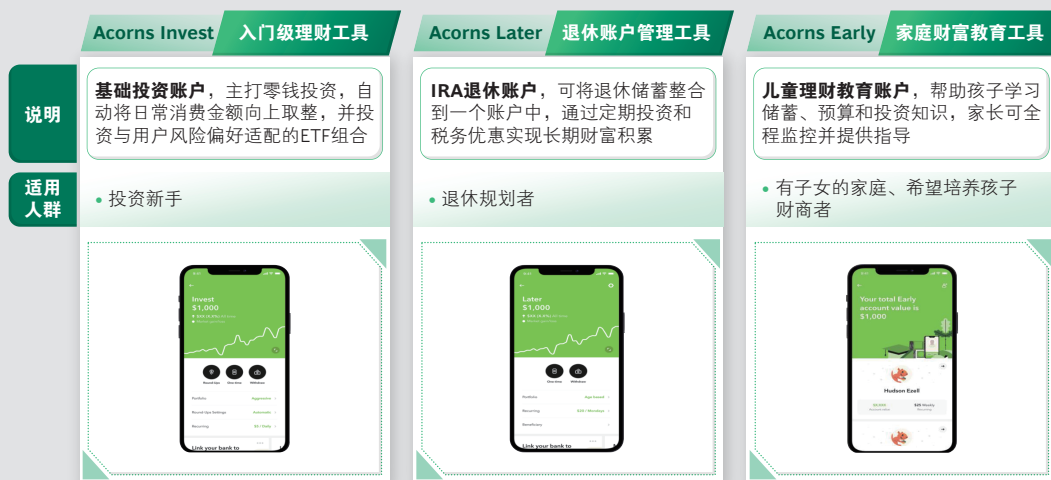 Acorns Invest 入门级理财工具
Acorns Later 退休账户管理工具
Acorns Early 家庭财富教育工具
说明
基础投资账户，主打零钱投资，自
动将日常消费金额向上取整，并投
资与用户风险偏好适配的ETF组合
IRA退休账户，可将退休储蓄整合
到一个账户中，通过定期投资和
税务优惠实现长期财富积累
儿童理财教育账户，帮助孩子学习
储蓄、预算和投资知识，家长可全
程监控并提供指导
适用
人群
• 投资新手
• 退休规划者
• 有子女的家庭、希望培养孩子
财商者
Invest
$1,000
Round-Ups One-time Withdraw
Portfolio Aggressive
Round-Ups Settings Automatic
Recurring $5 / Daily
Link your bank to
Later
$1,000
One-time Withdraw
Portfolio Age-based
Recurring $20 / Mondays
Beneficiary
Link your bank to
Your total Early
account value is
$1,000
Hudson Ezell
$25 Weekly
Recurring